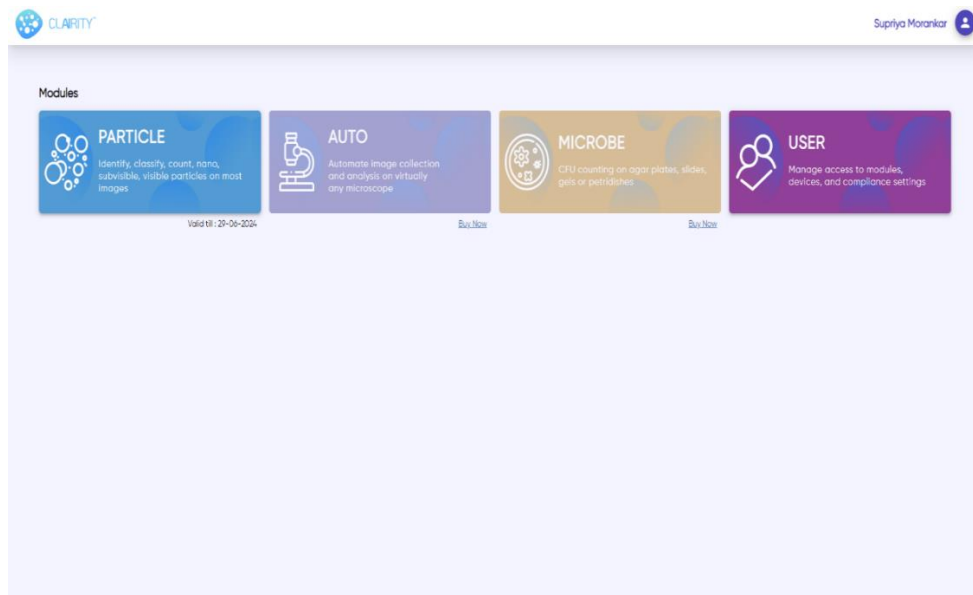 CLAIRITY™
Supriya Morankar
Modules
PARTICLE
Identify, classify, count, nano,
subvisible, visible particles on most
images
Valid till : 29-06-2024
AUTO
Automate image collection
and analysis on virtually
any microscope
Buy Now
MICROBE
CFU counting on agar plates, slides,
gels or petridishes
Buy Now
USER
Manage access to modules,
devices, and compliance settings